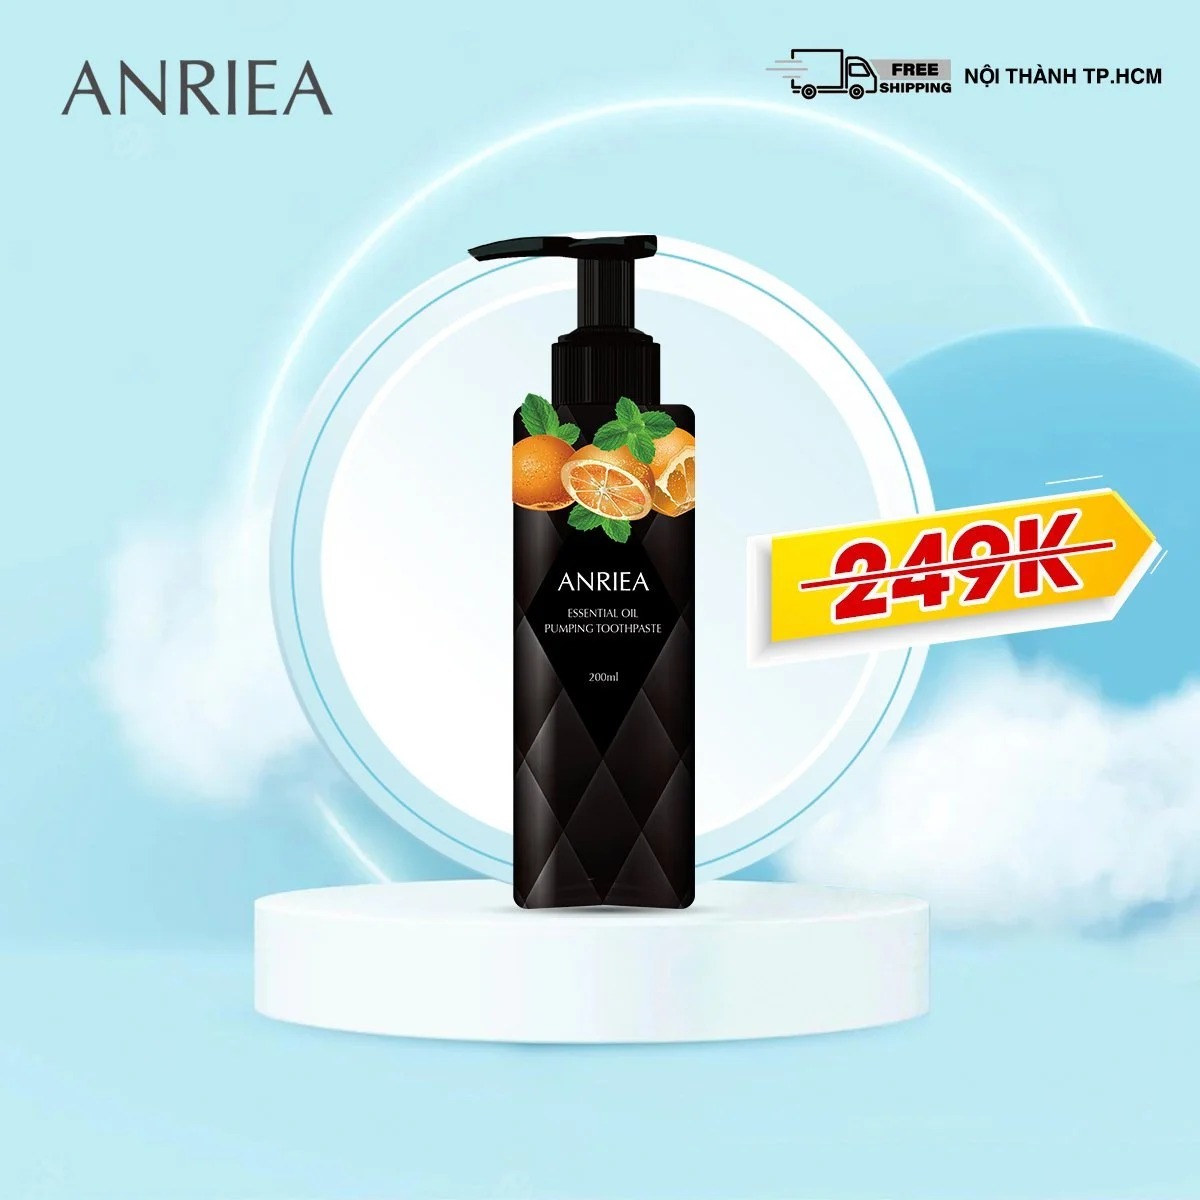 ANRIEA
FREE
SHIPPING
NỘI THÀNH TP.HCM
249K
ANRIEA
ESSENTIAL OIL
PUMPING TOOTHPASTE
200ml